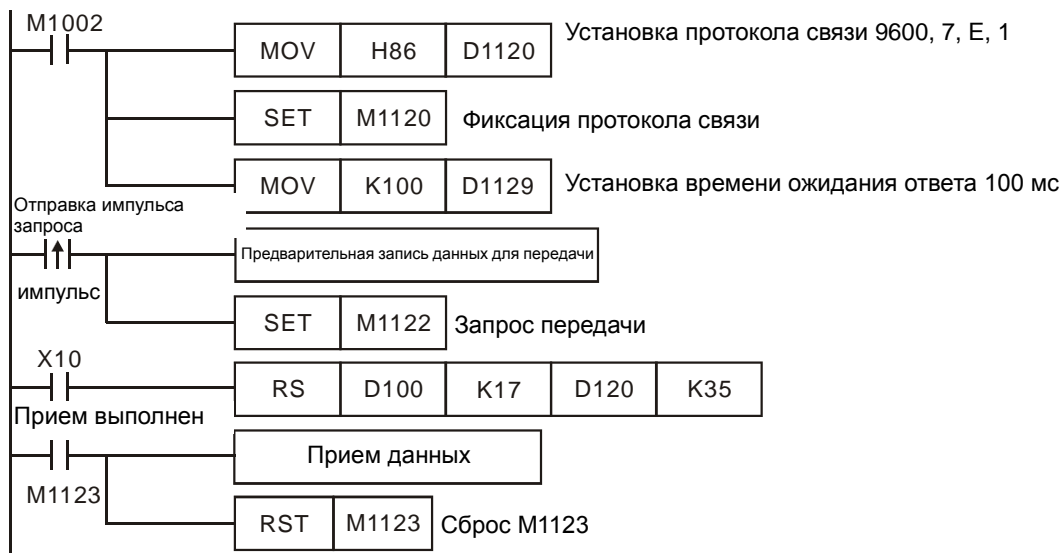 M1002
MOV H86 D1120 Установка протокола связи 9600, 7, E, 1
SET M1120 Фиксация протокола связи
MOV K100 D1129 Установка времени ожидания ответа 100 мс
Отправка импульса
запроса
Предварительная запись данных для передачи
импульс
SET M1122 Запрос передачи
X10
RS D100 K17 D120 K35
Прием выполнен
Прием данных
M1123
RST M1123 Сброс M1123